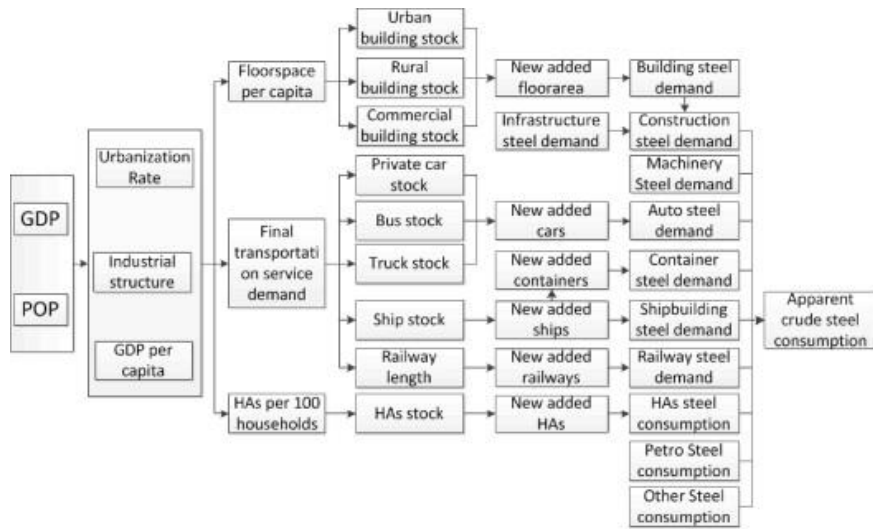 GDP
POP
Urbanization
Rate
Industrial
structure
GDP per
capita
Floorspace
per capita
Final
transportati
on service
demand
HAs per 100
households
Urban
building stock
Rural
building stock
Commercial
building stock
Private car
stock
Bus stock
Truck stock
Ship stock
Railway
length
HAs stock
New added
floorarea
Infrastructure
steel demand
New added
cars
New added
containers
New added
ships
New added
railways
New added
HAs
Building steel
demand
Construction
steel demand
Machinery
Steel demand
Auto steel
demand
Container
steel demand
Shipbuilding
steel demand
Railway steel
demand
HAs steel
consumption
Petro Steel
consumption
Other Steel
consumption
Apparent
crude steel
consumption